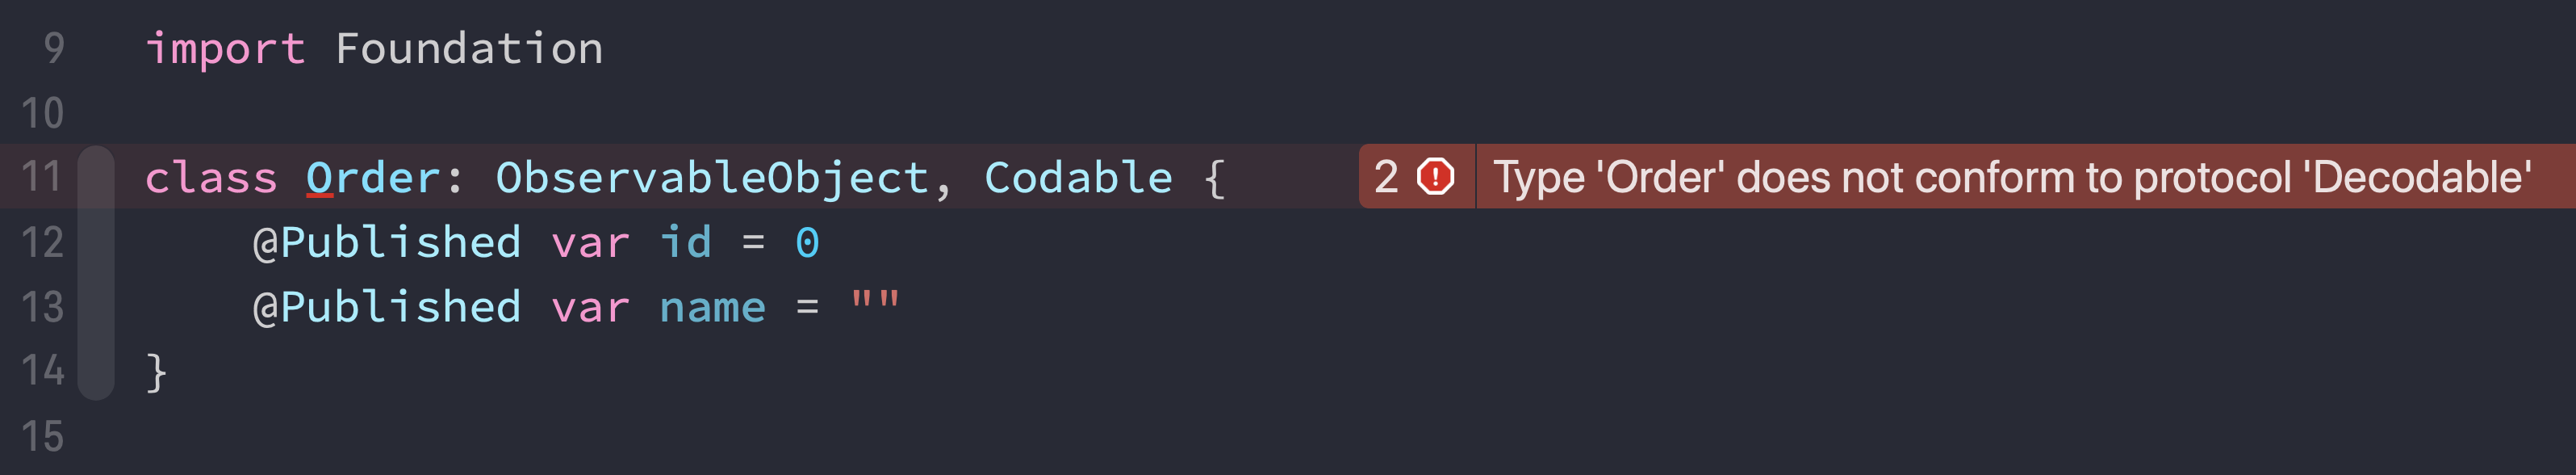 9 import Foundation
10
11 class Order: ObservableObject, Codable { 2 Type 'Order' does not conform to protocol 'Decodable'
12 @Published var id = 0
13 @Published var name = ""
14 }
15